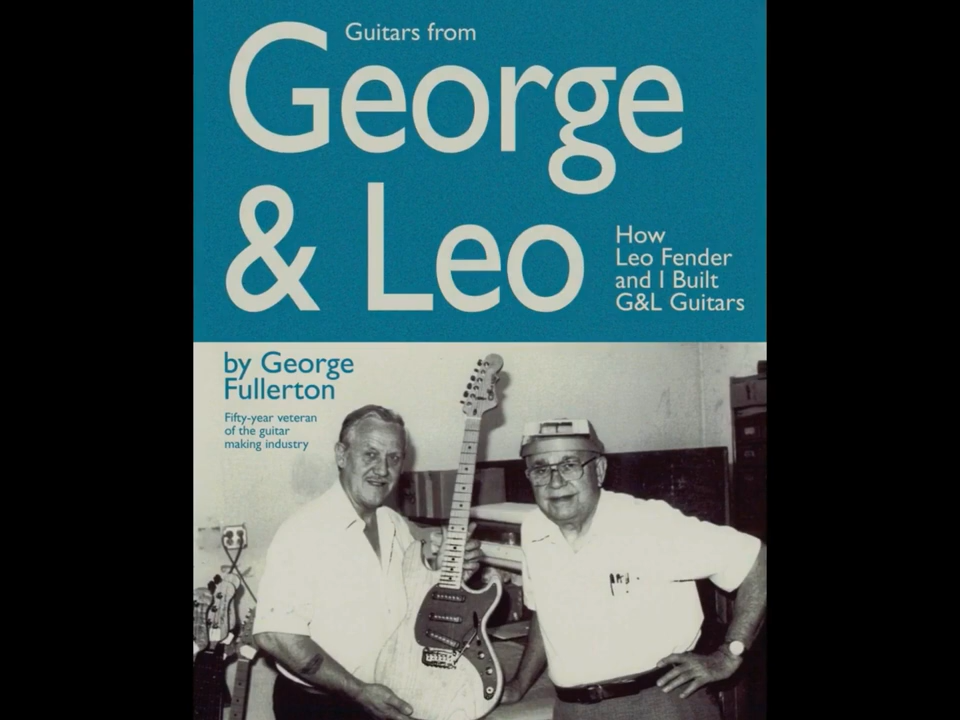 Guitars from
George
& Leo
How
Leo Fender
and I Built
G&L Guitars
by George
Fullerton
Fifty-year veteran
of the guitar
making industry